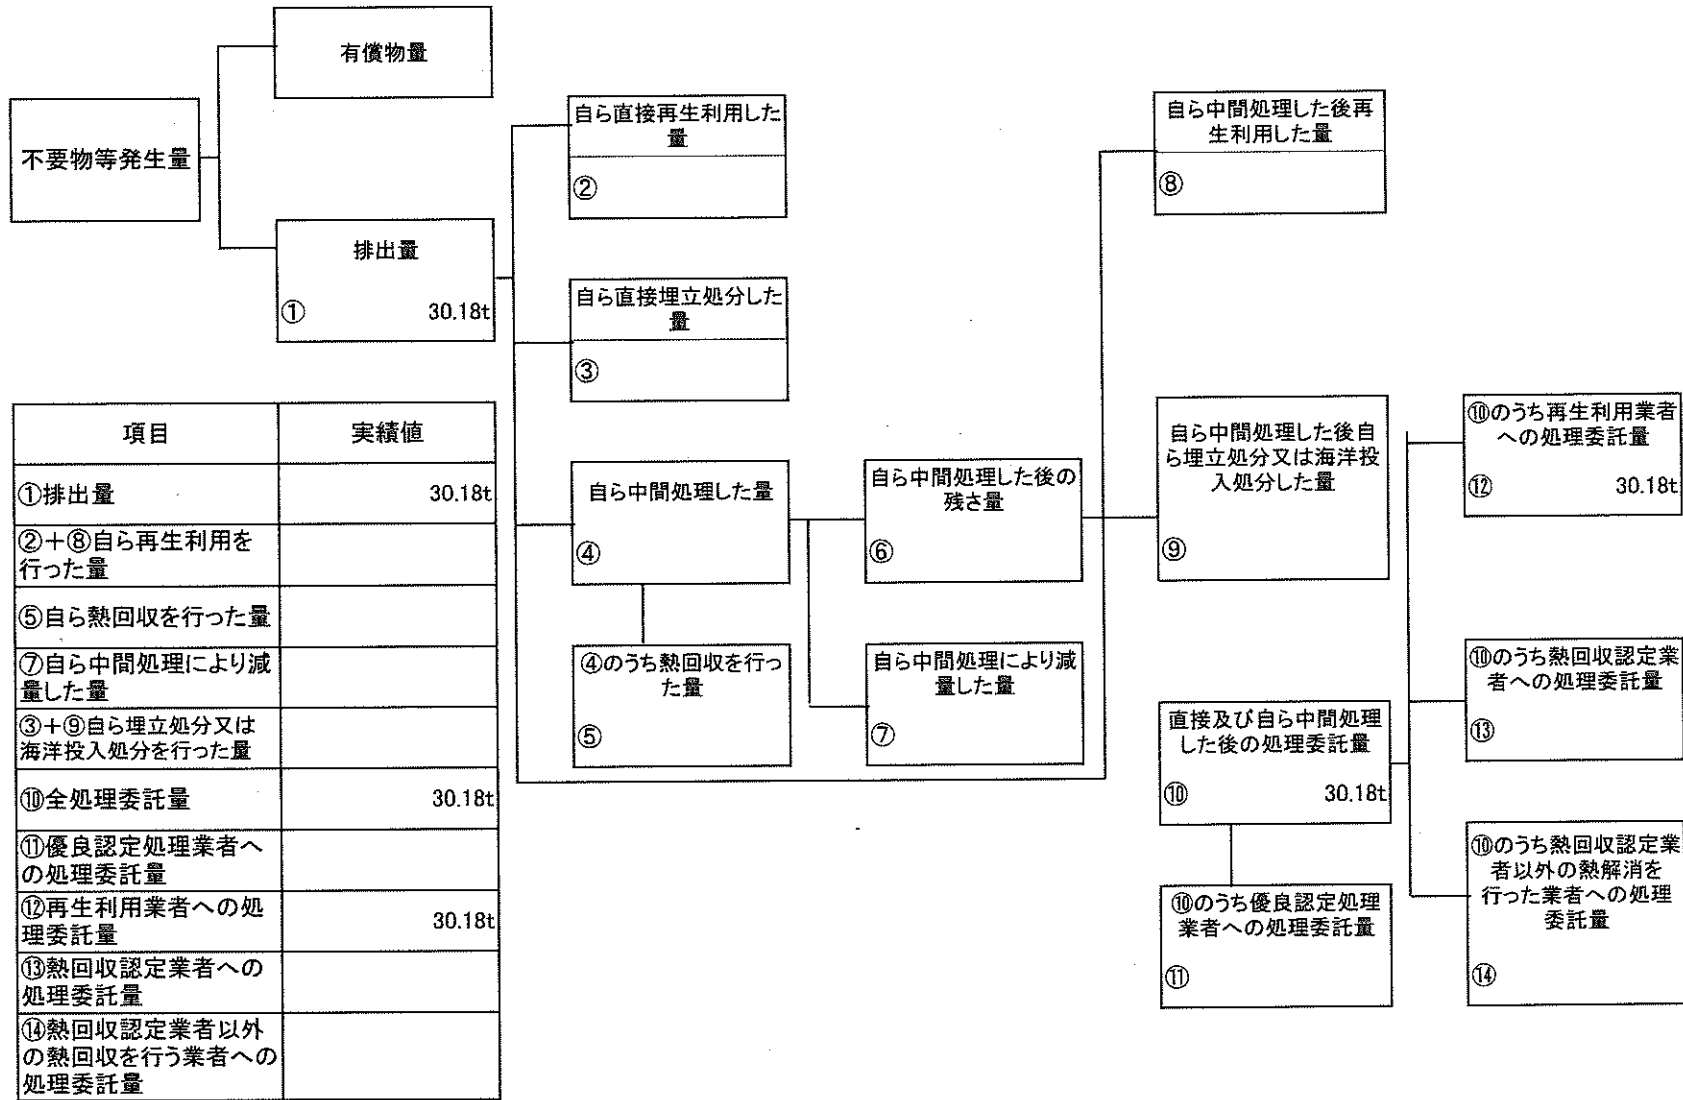 有償物量
不要物等発生量
排出量
① 30.18t
自ら直接再生利用した
量
②
自ら直接埋立処分した
量
③
自ら中間処理した量
④
④のうち熱回収を行っ
た量
⑤
自ら中間処理した後の
残さ量
⑥
自ら中間処理により減
量した量
⑦
自ら中間処理した後再
生利用した量
⑧
自ら中間処理した後自
ら埋立処分又は海洋投
入処分した量
⑨
直接及び自ら中間処理
した後の処理委託量
⑩ 30.18t
⑩のうち優良認定処理
業者への処理委託量
⑪
⑩のうち再生利用業者
への処理委託量
⑫ 30.18t
⑩のうち熱回収認定業
者への処理委託量
⑬
⑩のうち熱回収認定業
者以外の熱解消を
行った業者への処理
委託量
⑭
項目 実績値
①排出量 30.18t
②+⑧自ら再生利用を
行った量
⑤自ら熱回収を行った量
⑦自ら中間処理により減
量した量
③+⑨自ら埋立処分又は
海洋投入処分を行った量
⑩全処理委託量 30.18t
⑪優良認定処理業者へ
の処理委託量
⑫再生利用業者への処
理委託量 30.18t
⑬熱回収認定業者への
処理委託量
⑭熱回収認定業者以外
の熱回収を行う業者への
処理委託量